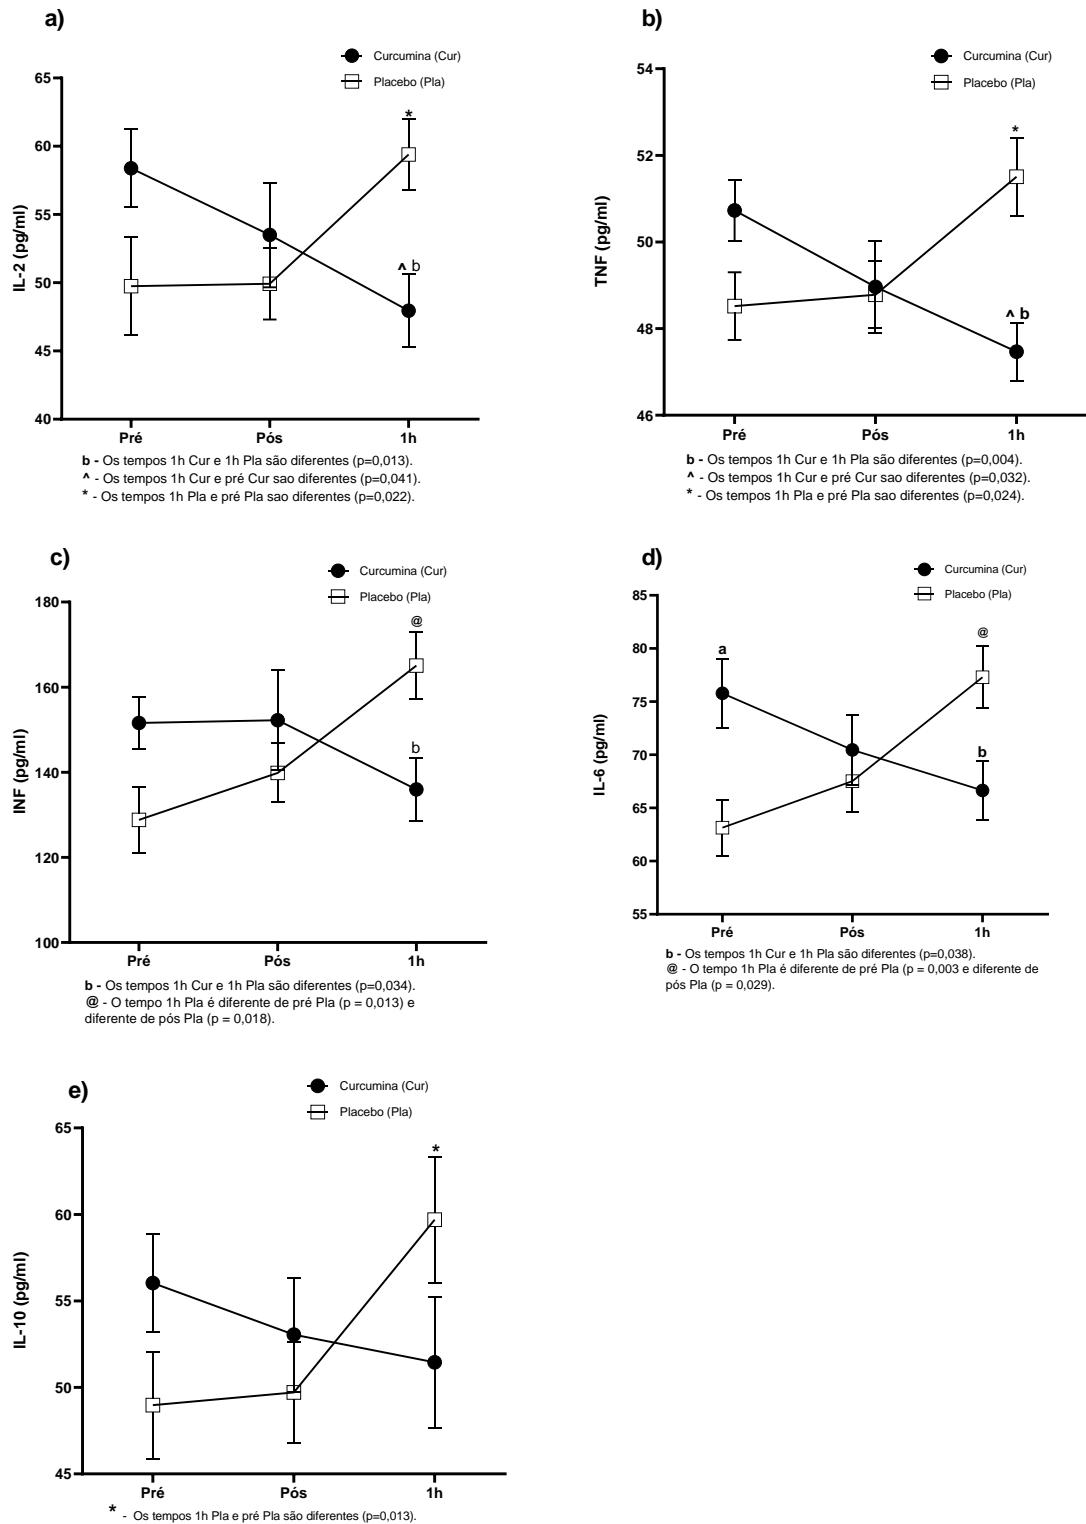 a)
Curcumina (Cur)
Placebo (Pla)
65
60
55
50
45
40
IL-2 (pg/ml)
*
^ b
Pré Pós 1h
b - Os tempos 1h Cur e 1h Pla são diferentes (p=0,013).
^ - Os tempos 1h Cur e pré Cur sao diferentes (p=0,041).
* - Os tempos 1h Pla e pré Pla sao diferentes (p=0,022).
b)
Curcumina (Cur)
Placebo (Pla)
54
52
50
48
46
TNF (pg/ml)
*
^ b
Pré Pós 1h
b - Os tempos 1h Cur e 1h Pla são diferentes (p=0,004).
^ - Os tempos 1h Cur e pré Cur sao diferentes (p=0,032).
* - Os tempos 1h Pla e pré Pla sao diferentes (p=0,024).
c)
Curcumina (Cur)
Placebo (Pla)
180
160
140
120
100
INF (pg/ml)
@
b
Pré Pós 1h
b - Os tempos 1h Cur e 1h Pla são diferentes (p=0,034).
@ - O tempo 1h Pla é diferente de pré Pla (p = 0,013) e
diferente de pós Pla (p = 0,018).
d)
Curcumina (Cur)
Placebo (Pla)
85
80
75
70
65
60
55
IL-6 (pg/ml)
a
@
b
Pré Pós 1h
b - Os tempos 1h Cur e 1h Pla são diferentes (p=0,038).
@ - O tempo 1h Pla é diferente de pré Pla (p = 0,003 e diferente de
pós Pla (p = 0,029).
e)
Curcumina (Cur)
Placebo (Pla)
65
60
55
50
45
IL-10 (pg/ml)
*
Pré Pós 1h
* - Os tempos 1h Pla e pré Pla são diferentes (p=0,013).